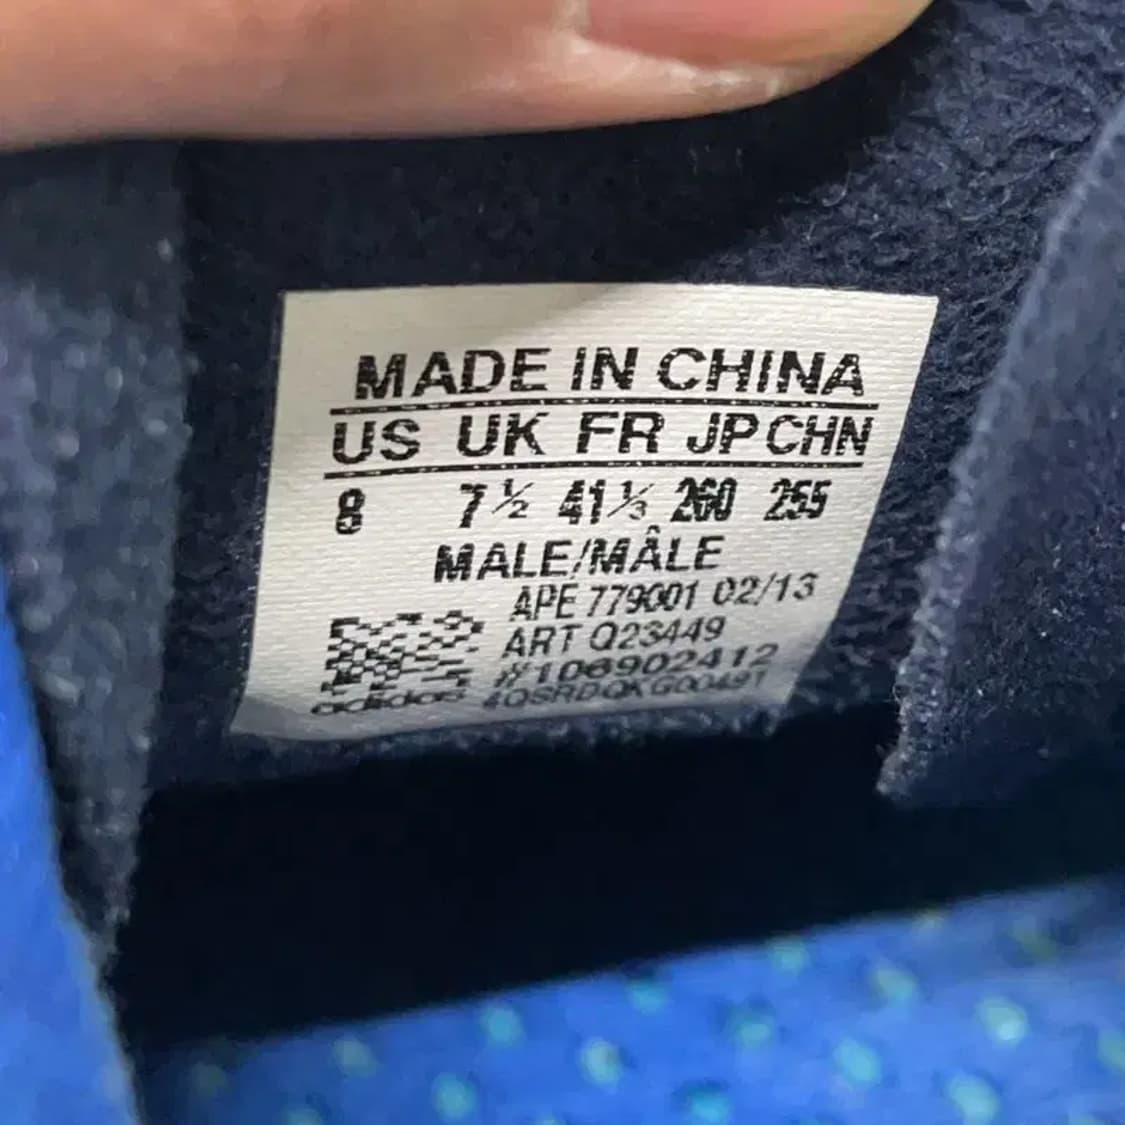 MADE IN CHINA
US UK FR JP CHN
8 7½ 41⅓ 260 255
MALE/MÂLE
APE 779001 02/13
ART Q23449
#106902412
adidas 4QSRDQKG00481